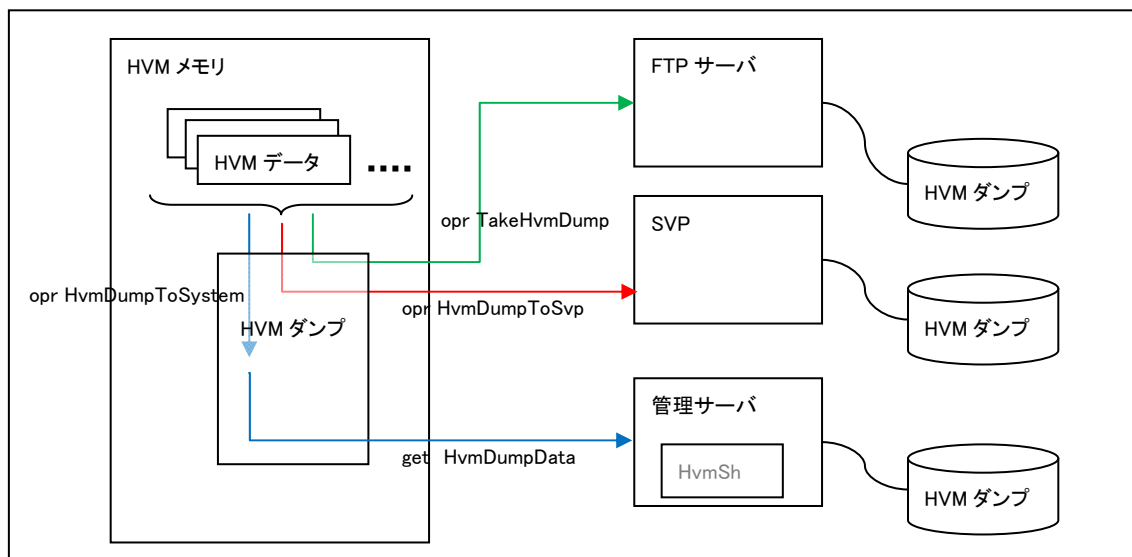 HVM メモリ
HVM データ
....
opr HvmDumpToSystem
HVM ダンプ
opr TakeHvmDump
opr HvmDumpToSvp
get HvmDumpData
FTP サーバ
HVM ダンプ
SVP
HVM ダンプ
管理サーバ
HvmSh
HVM ダンプ